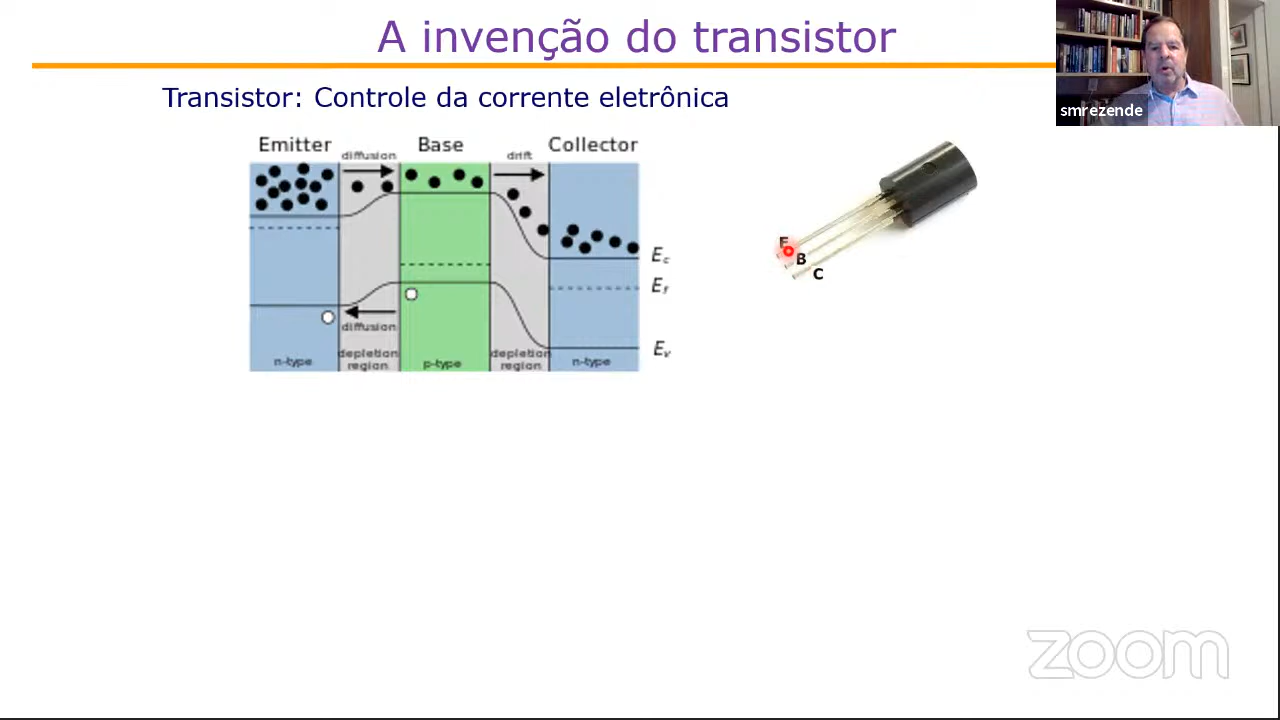 A invenção do transistor
smrezende
Transistor: Controle da corrente eletrônica
Emitter
diffusion
Base
drift
Collector
E
B
C
Ec
Ef
Ev
diffusion
n-type
depletion
region
p-type
depletion
region
n-type
zoom